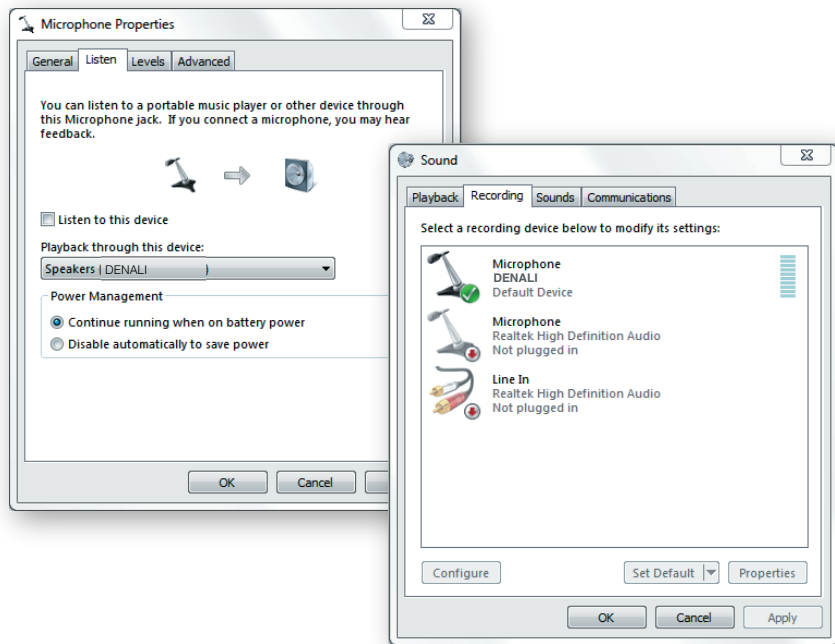 Microphone Properties
General Listen Levels Advanced
You can listen to a portable music player or other device through
this Microphone jack.  If you connect a microphone, you may hear
feedback.
Listen to this device
Playback through this device:
Speakers ( DENALI )
Power Management
Continue running when on battery power
Disable automatically to save power
OK Cancel
Sound
Playback Recording Sounds Communications
Select a recording device below to modify its settings:
Microphone
DENALI
Default Device
Microphone
Realtek High Definition Audio
Not plugged in
Line In
Realtek High Definition Audio
Not plugged in
Configure Set Default Properties
OK Cancel Apply